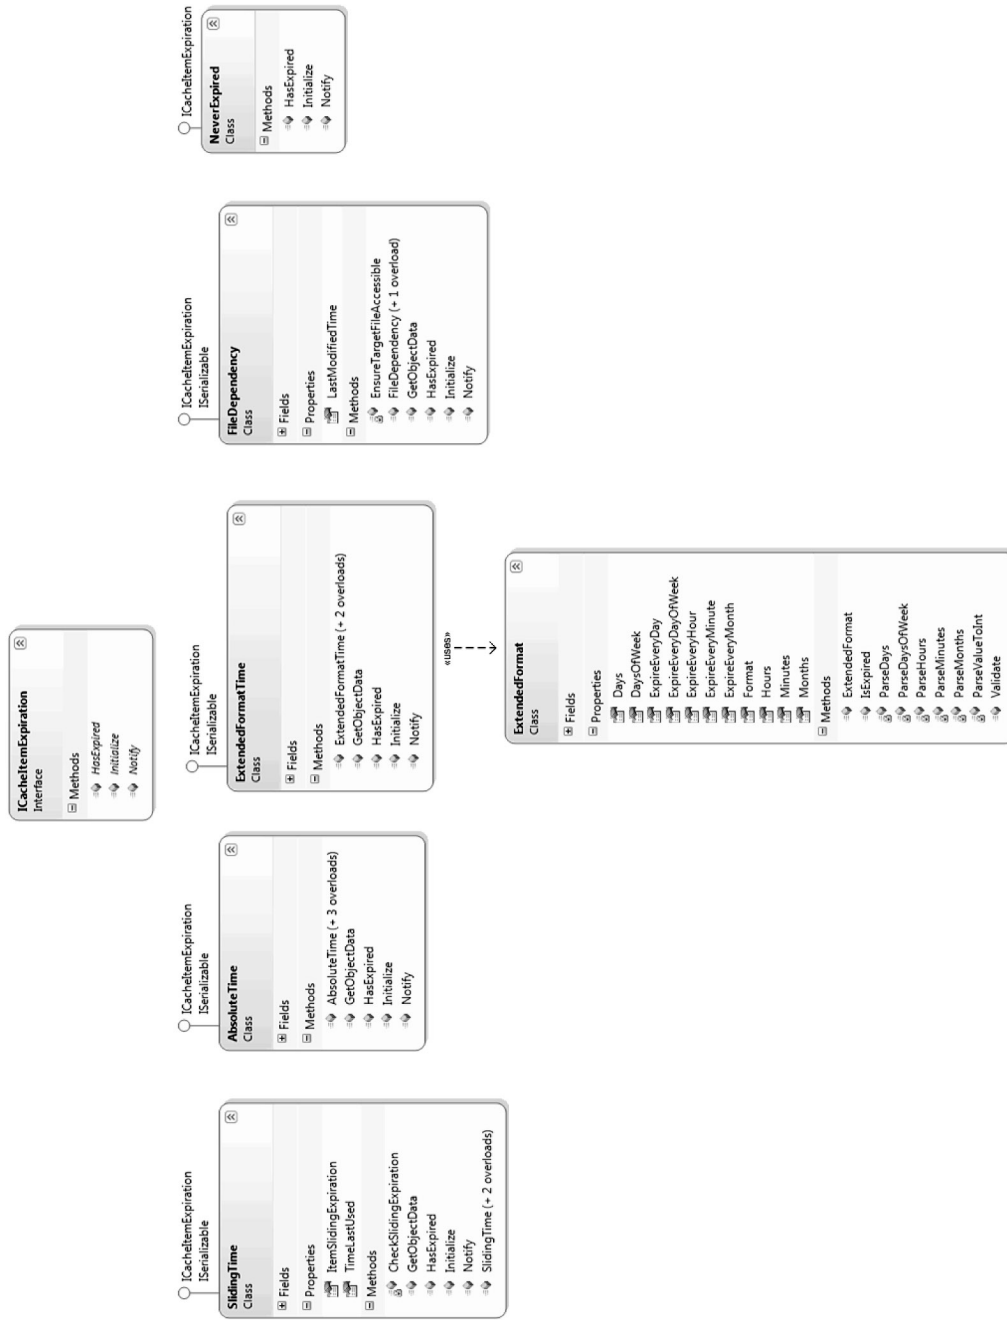 ICacheItemExpiration
Interface
Methods
HasExpired
Initialize
Notify
ICacheItemExpiration
ISerializable
SlidingTime
Class
Fields
Properties
ItemSlidingExpiration
TimeLastUsed
Methods
CheckSlidingExpiration
GetObjectData
HasExpired
Initialize
Notify
SlidingTime (+ 2 overloads)
ICacheItemExpiration
ISerializable
AbsoluteTime
Class
Fields
Methods
AbsoluteTime (+ 3 overloads)
GetObjectData
HasExpired
Initialize
Notify
ICacheItemExpiration
ISerializable
ExtendedFormatTime
Class
Fields
Methods
ExtendedFormatTime (+ 2 overloads)
GetObjectData
HasExpired
Initialize
Notify
ICacheItemExpiration
ISerializable
FileDependency
Class
Fields
Properties
LastModifiedTime
Methods
EnsureTargetFileAccessible
FileDependency (+ 1 overload)
GetObjectData
HasExpired
Initialize
Notify
ICacheItemExpiration
NeverExpired
Class
Methods
HasExpired
Initialize
Notify
«uses»
ExtendedFormat
Class
Fields
Properties
Days
DaysOfWeek
ExpireEveryDay
ExpireEveryDayOfWeek
ExpireEveryHour
ExpireEveryMinute
ExpireEveryMonth
Format
Hours
Minutes
Months
Methods
ExtendedFormat
IsExpired
ParseDays
ParseDaysOfWeek
ParseHours
ParseMinutes
ParseMonths
ParseValueToInt
Validate